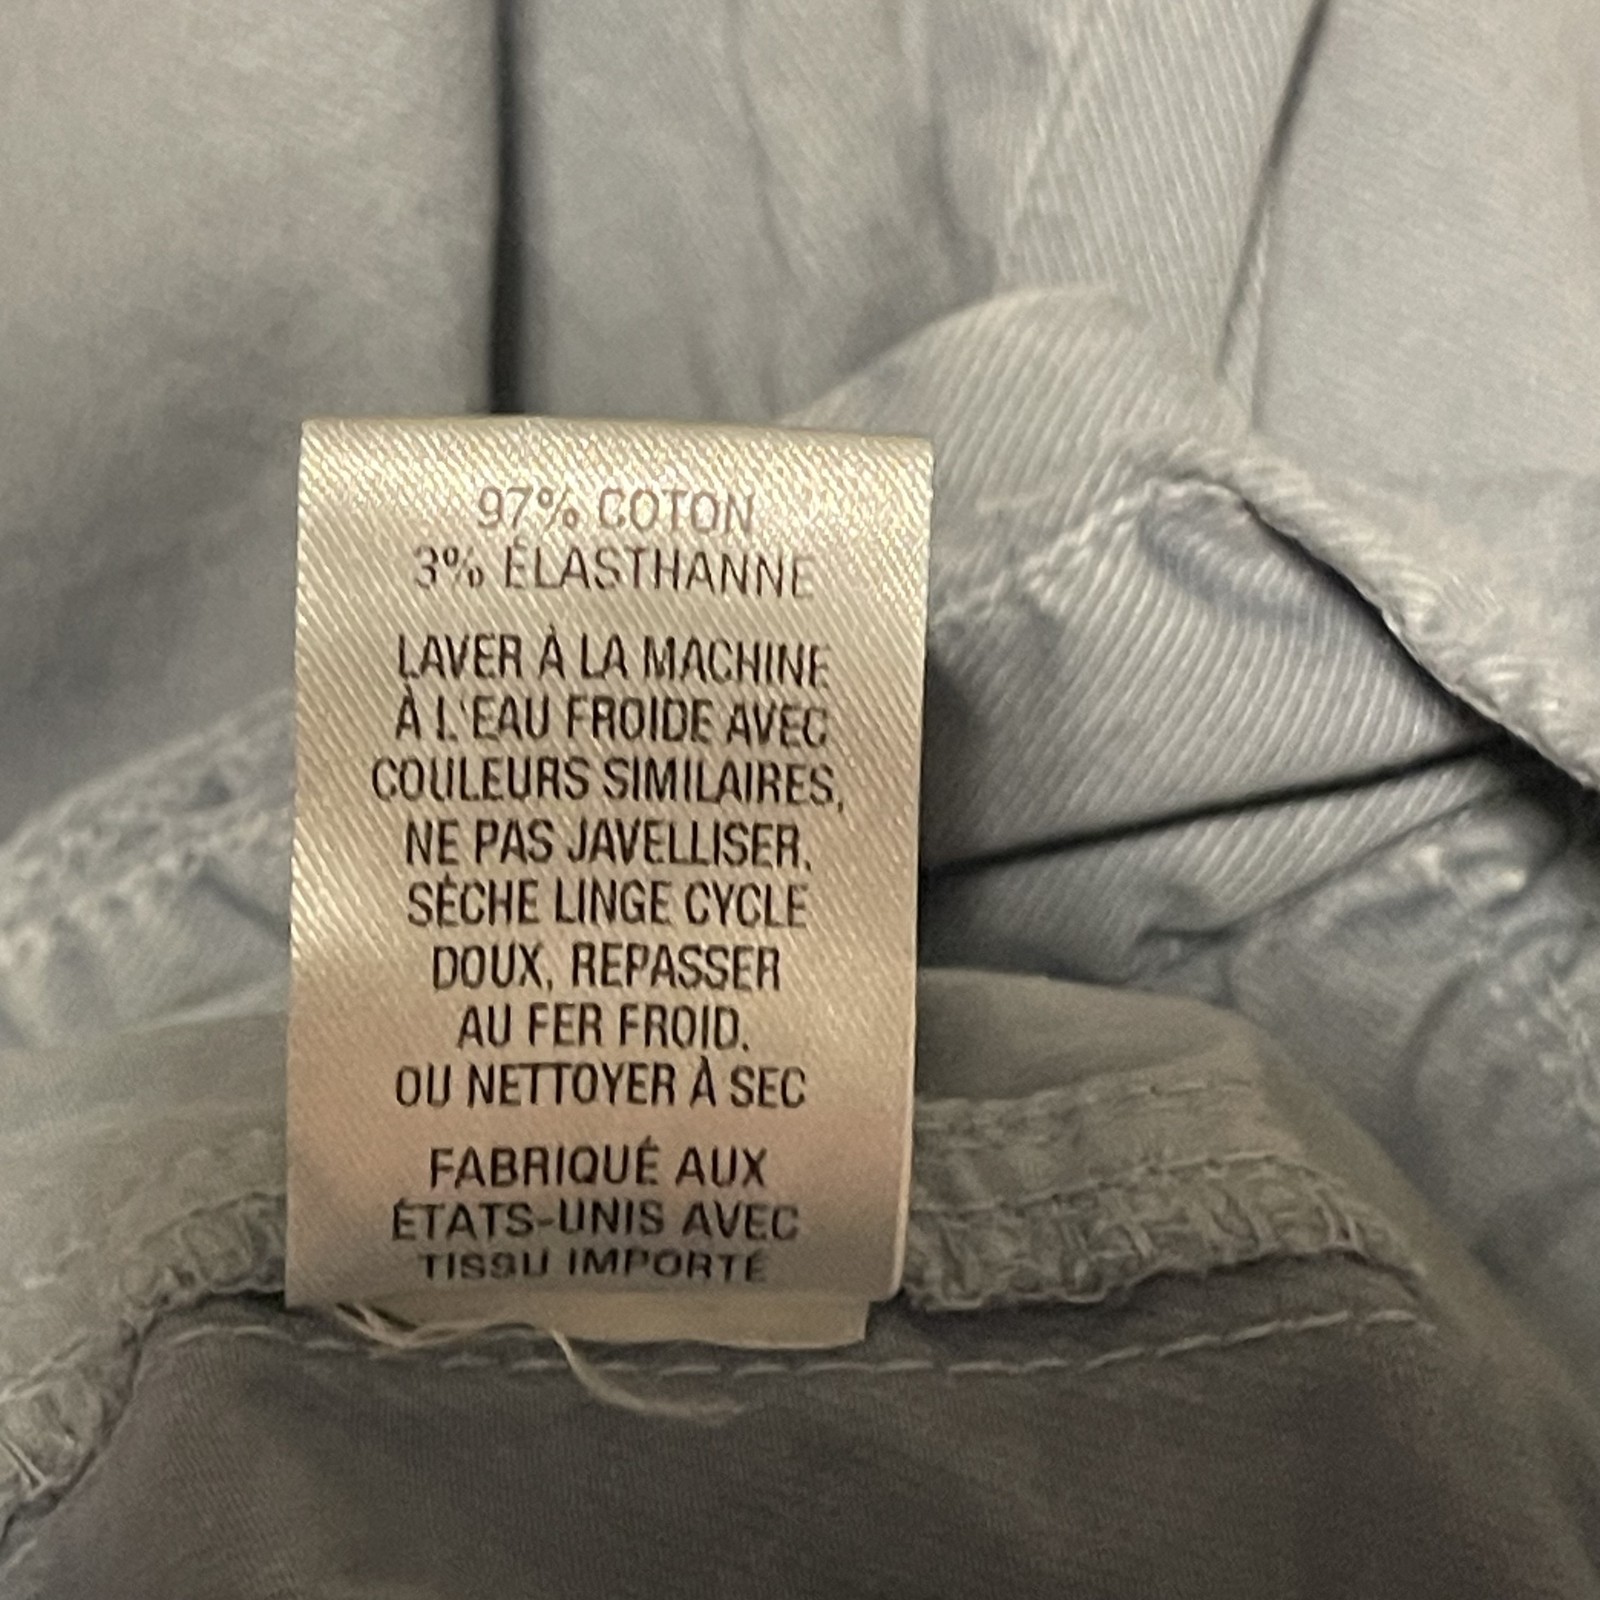 97% COTON
3% ÉLASTHANNE
LAVER À LA MACHINE
À L'EAU FROIDE AVEC
COULEURS SIMILAIRES,
NE PAS JAVELLISER,
SÉCHE LINGE CYCLE
DOUX, REPASSER
AU FER FROID.
OU NETTOYER À SEC
FABRIQUÉ AUX
ÉTATS-UNIS AVEC
TISSU IMPORTÉ